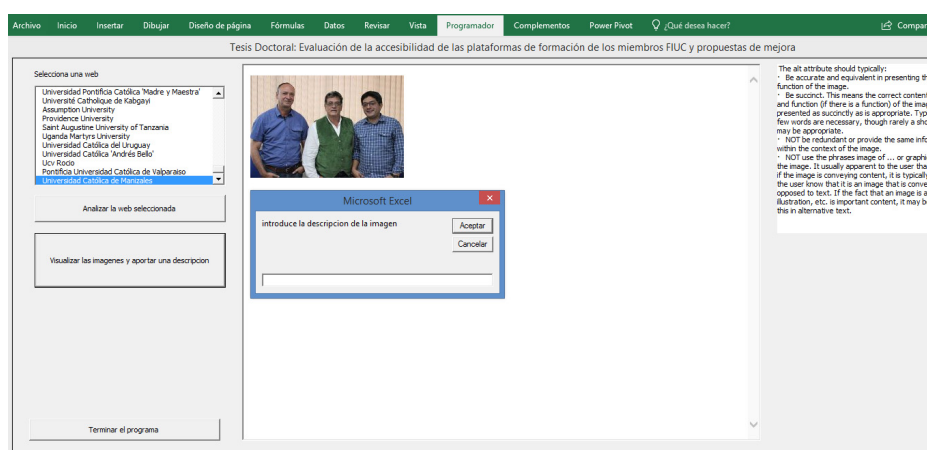 Archivo Inicio Insertar Dibujar Diseño de página Fórmulas Datos Revisar Vista Programador Complementos Power Pivot ¿Qué desea hacer? Compar
Tesis Doctoral: Evaluación de la accesibilidad de las plataformas de formación de los miembros FIUC y propuestas de mejora
Selecciona una web
Universidad Pontificia Católica 'Madre y Maestra'
Université Catholique de Kabgayi
Assumption University
Providence University
Saint Augustine University of Tanzania
Uganda Martyrs University
Universidad Católica del Uruguay
Universidad Católica 'Andrés Bello'
Ucv Rocio
Pontificia Universidad Católica de Valparaiso
Universidad Católica de Manizales
Analizar la web seleccionada
Visualizar las imagenes y aportar una descripcion
Terminar el programa
Microsoft Excel
introduce la descripcion de la imagen
Aceptar
Cancelar
The alt attribute should typically:
· Be accurate and equivalent in presenting th
function of the image.
· Be succinct. This means the correct content
and function (if there is a function) of the imag
presented as succinctly as is appropriate. Typ
few words are necessary, though rarely a sho
may be appropriate.
· NOT be redundant or provide the same info
within the context of the image.
· NOT use the phrases image of ... or graphi
the image. It usually apparent to the user tha
if the image is conveying content, it is typically
the user know that it is an image that is conve
opposed to text. If the fact that an image is a
illustration, etc. is important content, it may b
this in alternative text.